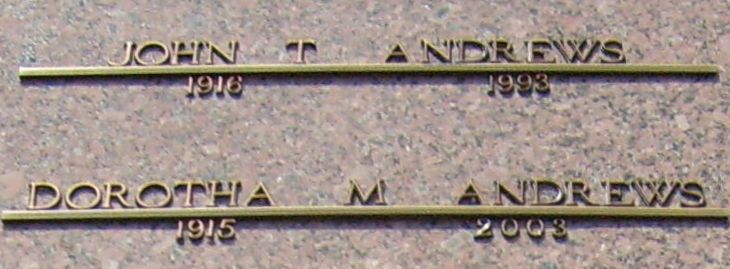 JOHN T ANDREWS
1916 1993
DOROTHA M ANDREWS
1915 2003